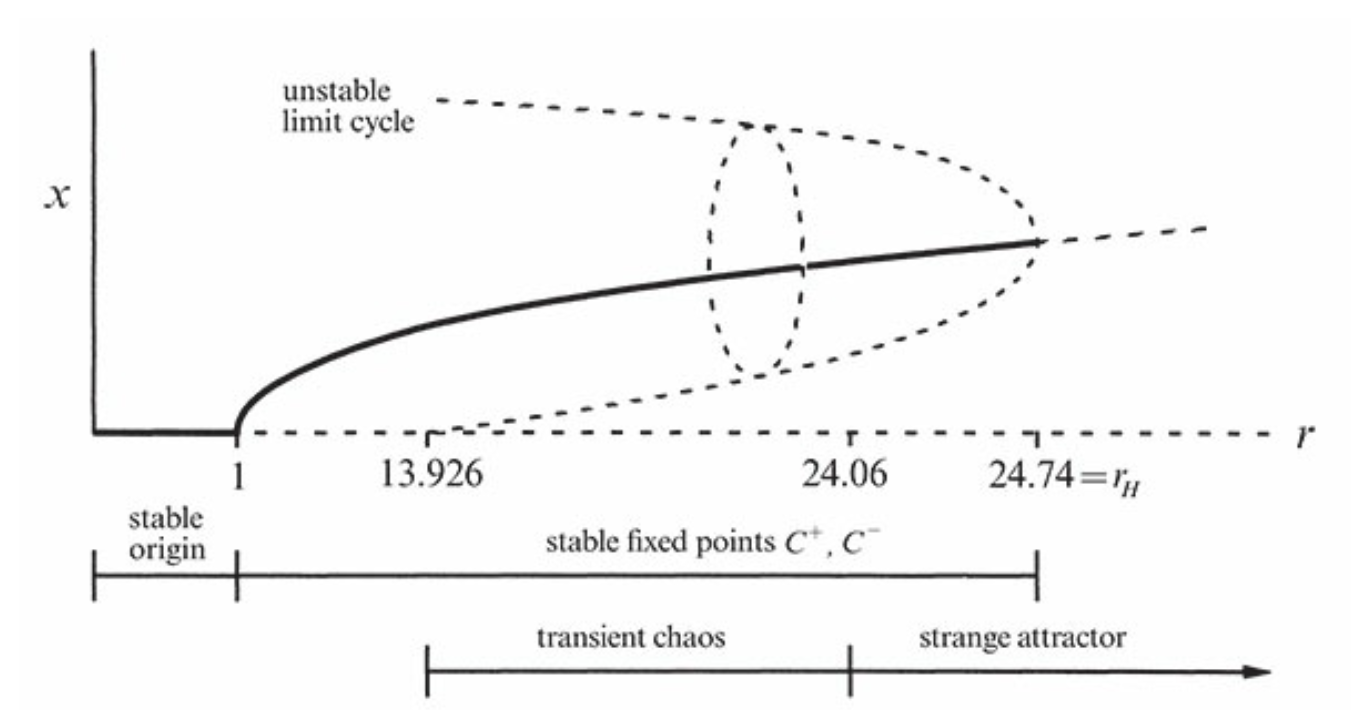 unstable
limit cycle
x
r
1
13.926
24.06
24.74=r_H
stable
origin
stable fixed points C⁺, C⁻
transient chaos
strange attractor